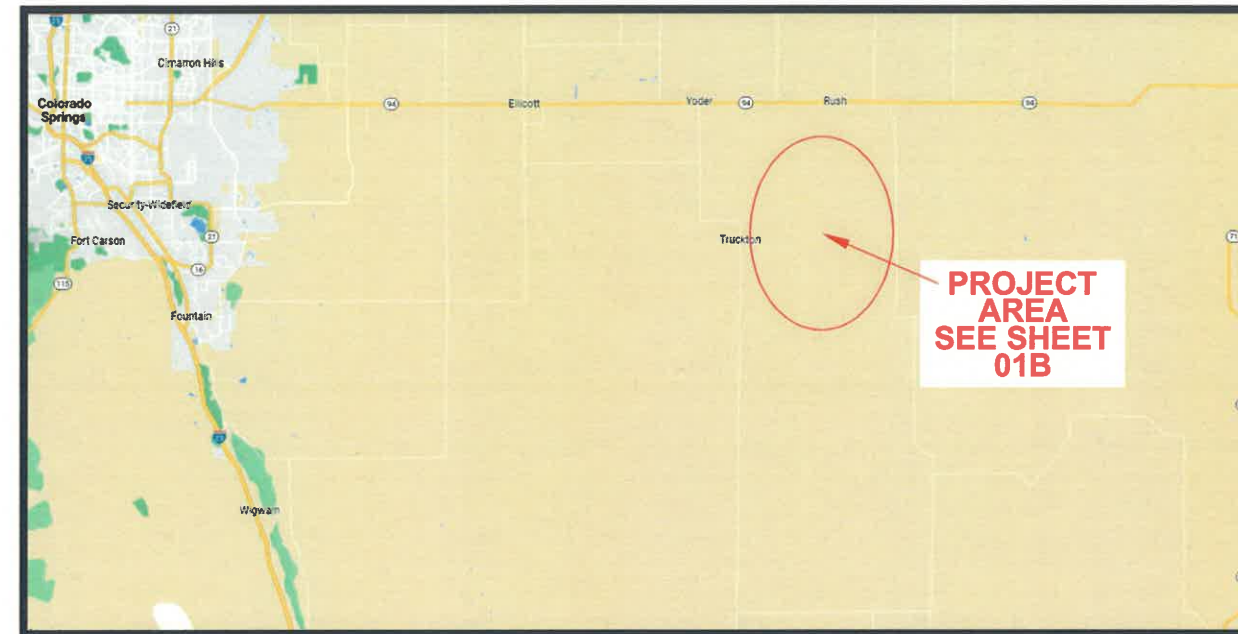 21
Cimarron Hills
Colorado
Springs
94
Ellicott
Yoder
94
Rush
94
25
Security-Widefield
Fort Carson
21
Truckton
71
16
115
Fountain
PROJECT
AREA
SEE SHEET
01B
25
Wigwam